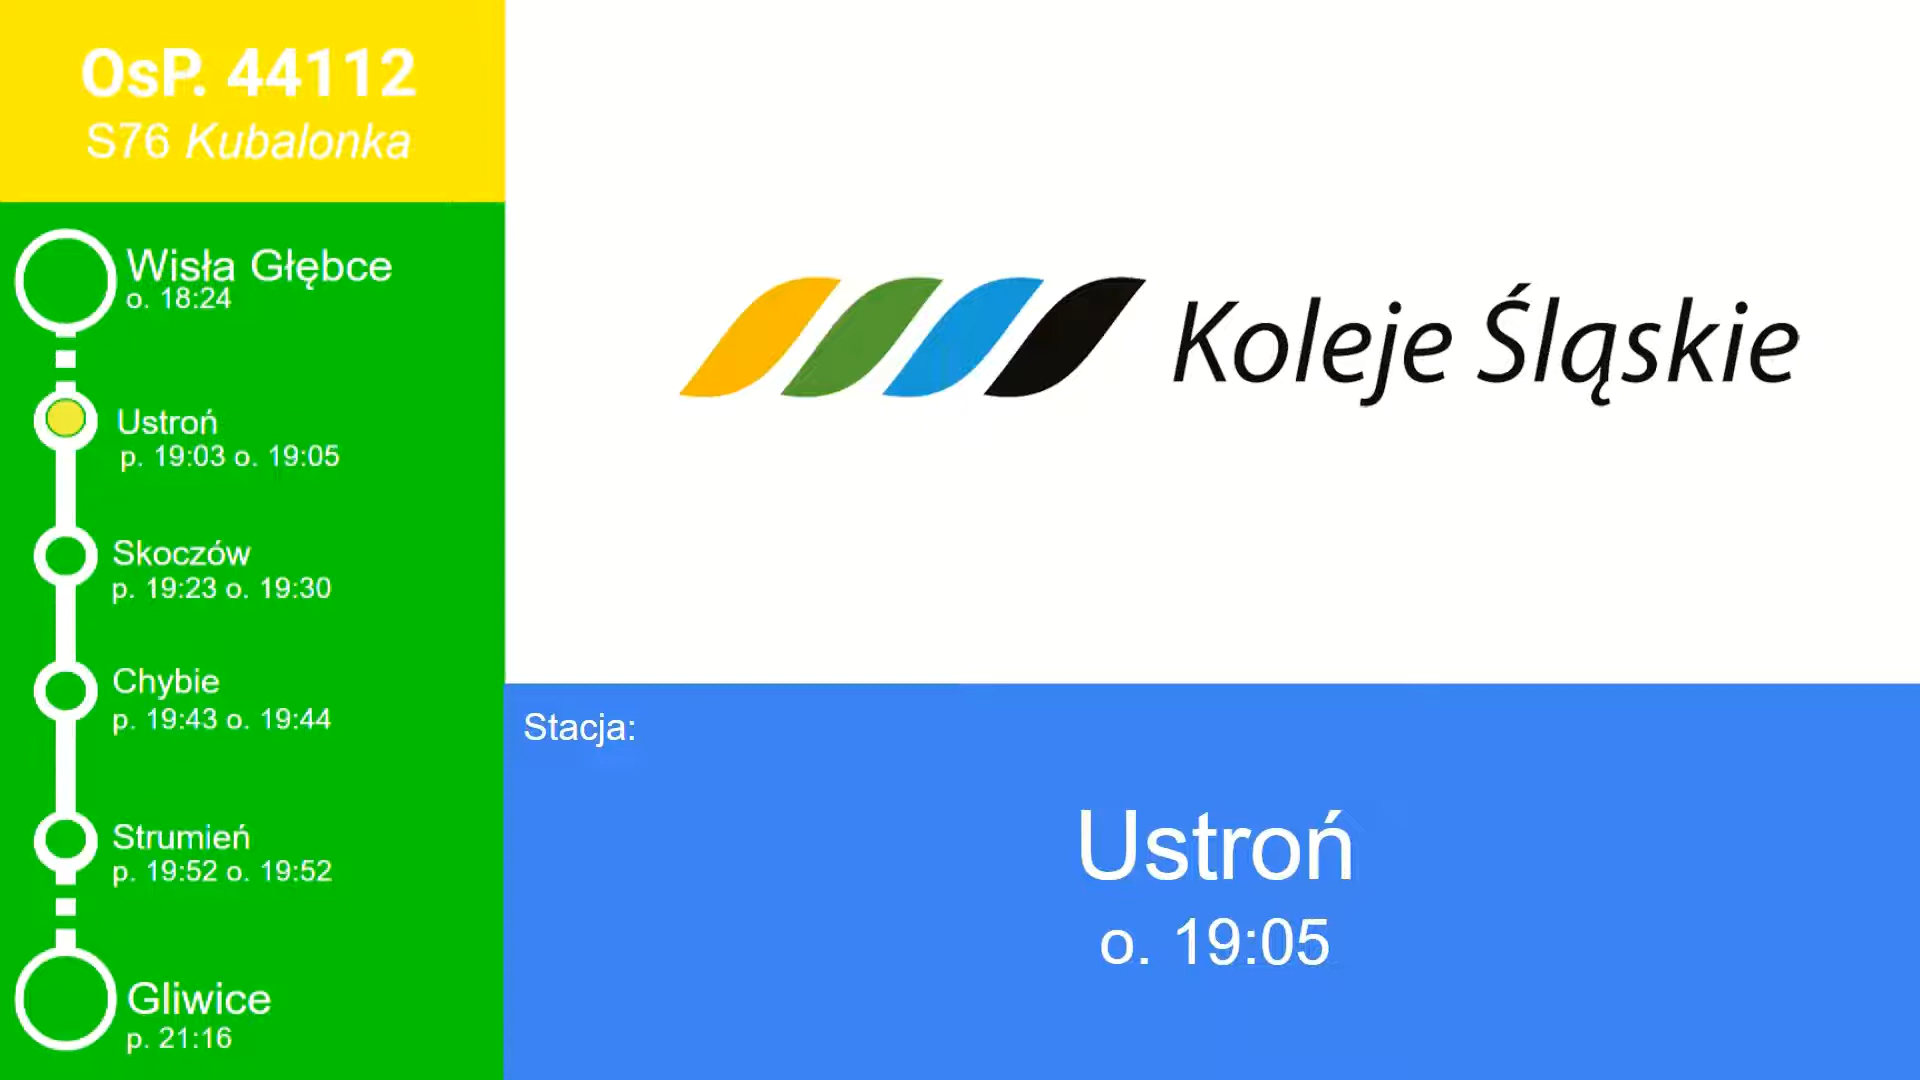 OsP. 44112
S76 Kubalonka
Wisła Głębce
o. 18:24
Ustroń
p. 19:03 o. 19:05
Skoczów
p. 19:23 o. 19:30
Chybie
p. 19:43 o. 19:44
Strumień
p. 19:52 o. 19:52
Gliwice
p. 21:16
Koleje Śląskie
Stacja:
Ustroń
o. 19:05